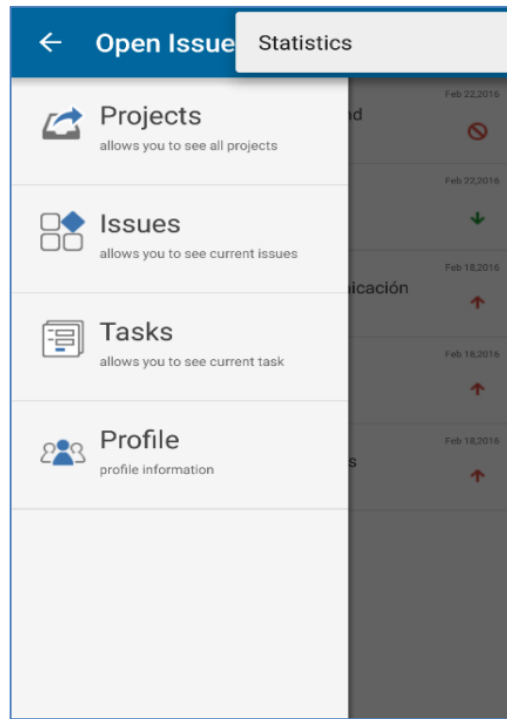 Open Issue
Statistics
Projects
allows you to see all projects
Issues
allows you to see current issues
Tasks
allows you to see current task
Profile
profile information
Feb 22,2016
nd
Feb 22,2016
Feb 18,2016
nicación
Feb 18,2016
Feb 18,2016
s